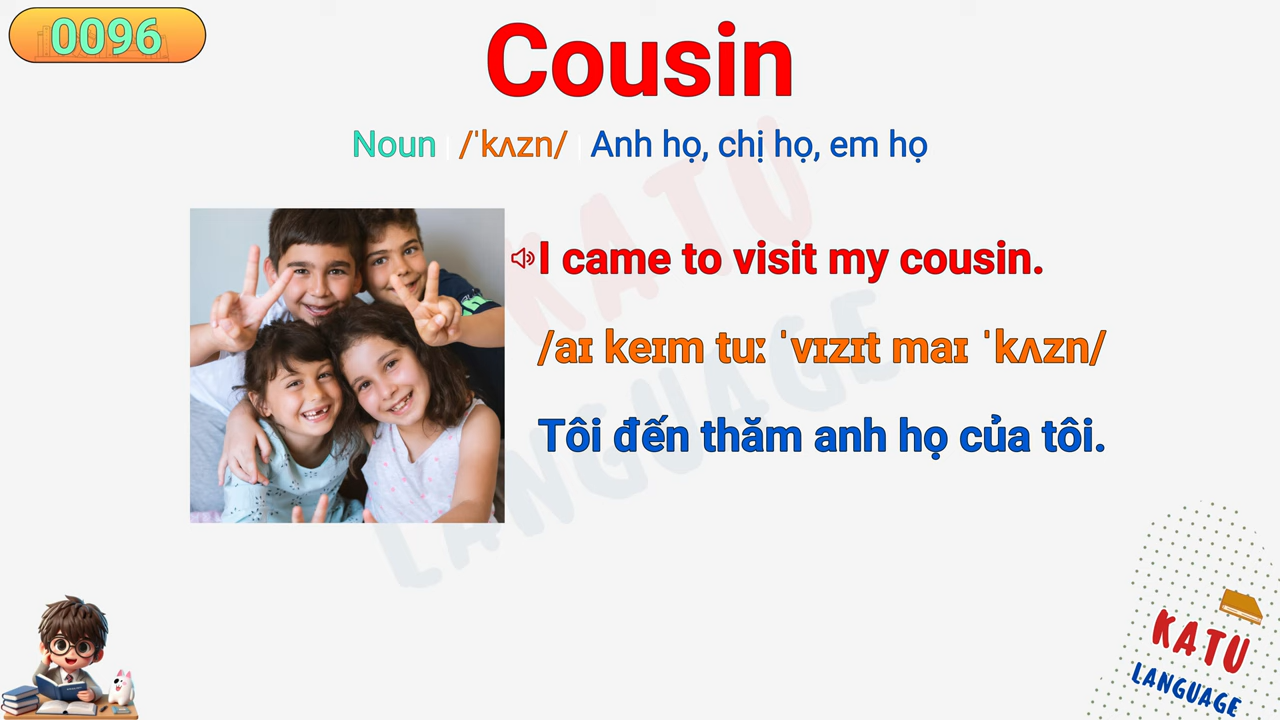 0096
Cousin
Noun | /ˈkʌzn/ | Anh họ, chị họ, em họ
I came to visit my cousin.
/aɪ keɪm tuː ˈvɪzɪt maɪ ˈkʌzn/
Tôi đến thăm anh họ của tôi.
KATU
LANGUAGE
KATU
LANGUAGE